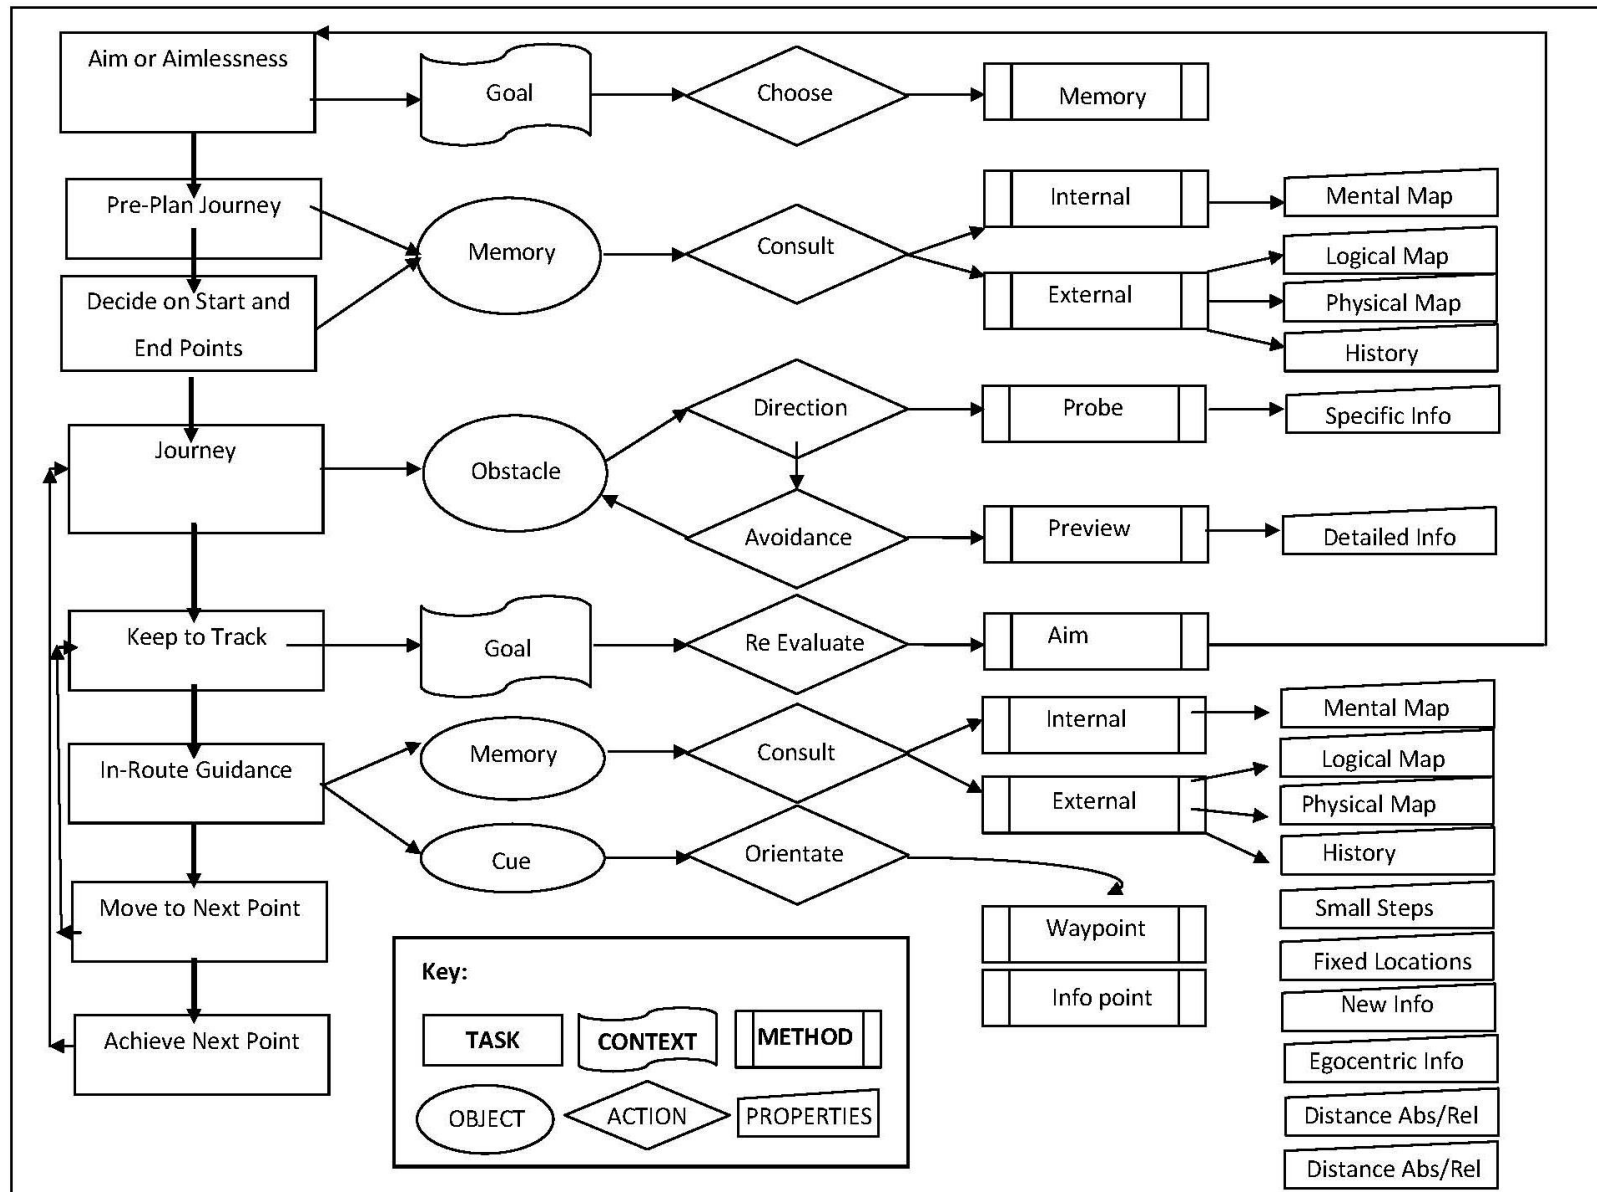 Aim or Aimlessness
Goal
Choose
Memory
Pre-Plan Journey
Memory
Consult
Internal
Mental Map
External
Logical Map
Physical Map
History
Decide on Start and
End Points
Journey
Obstacle
Direction
Probe
Specific Info
Avoidance
Preview
Detailed Info
Keep to Track
Goal
Re Evaluate
Aim
In-Route Guidance
Memory
Consult
Internal
Mental Map
External
Logical Map
Physical Map
History
Cue
Orientate
Waypoint
Info point
Small Steps
Fixed Locations
New Info
Egocentric Info
Distance Abs/Rel
Distance Abs/Rel
Move to Next Point
Achieve Next Point
Key:
TASK
CONTEXT
METHOD
OBJECT
ACTION
PROPERTIES